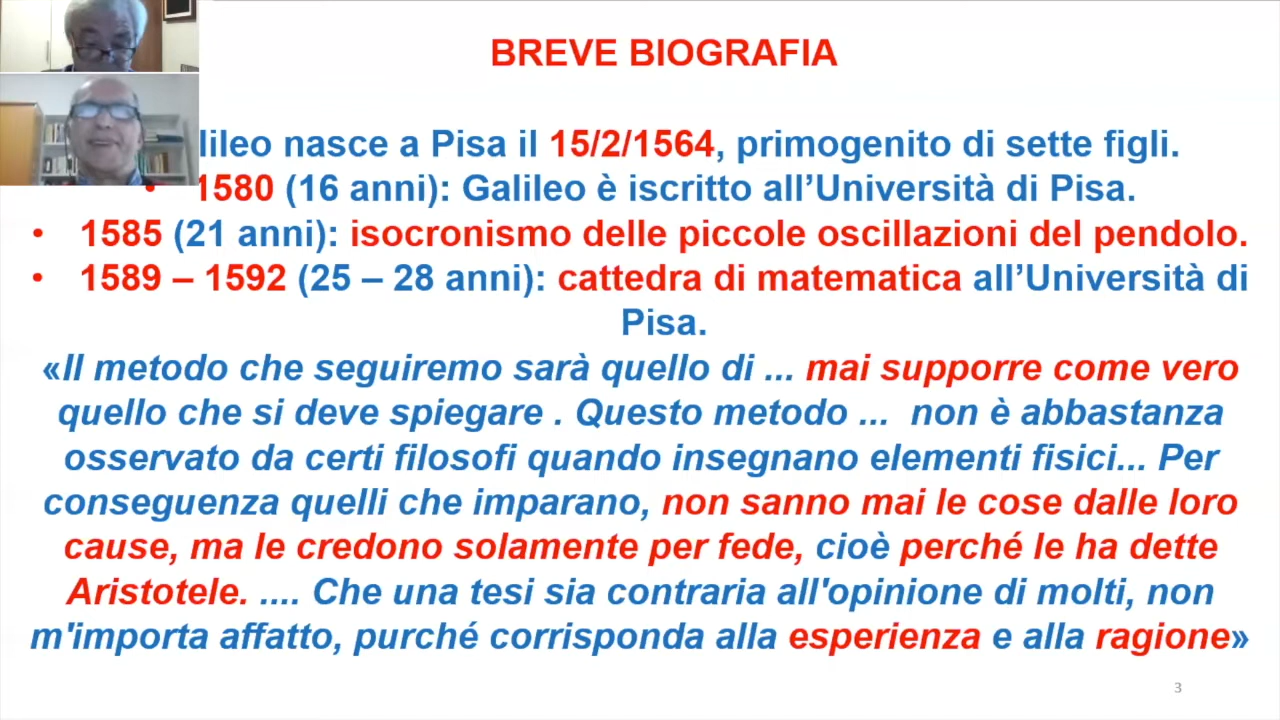 BREVE BIOGRAFIA
lileo nasce a Pisa il 15/2/1564, primogenito di sette figli.
• 1580 (16 anni): Galileo è iscritto all’Università di Pisa.
• 1585 (21 anni): isocronismo delle piccole oscillazioni del pendolo.
• 1589 – 1592 (25 – 28 anni): cattedra di matematica all’Università di
Pisa.
«Il metodo che seguiremo sarà quello di ... mai supporre come vero
quello che si deve spiegare . Questo metodo ... non è abbastanza
osservato da certi filosofi quando insegnano elementi fisici... Per
conseguenza quelli che imparano, non sanno mai le cose dalle loro
cause, ma le credono solamente per fede, cioè perché le ha dette
Aristotele. .... Che una tesi sia contraria all'opinione di molti, non
m'importa affatto, purché corrisponda alla esperienza e alla ragione»
3